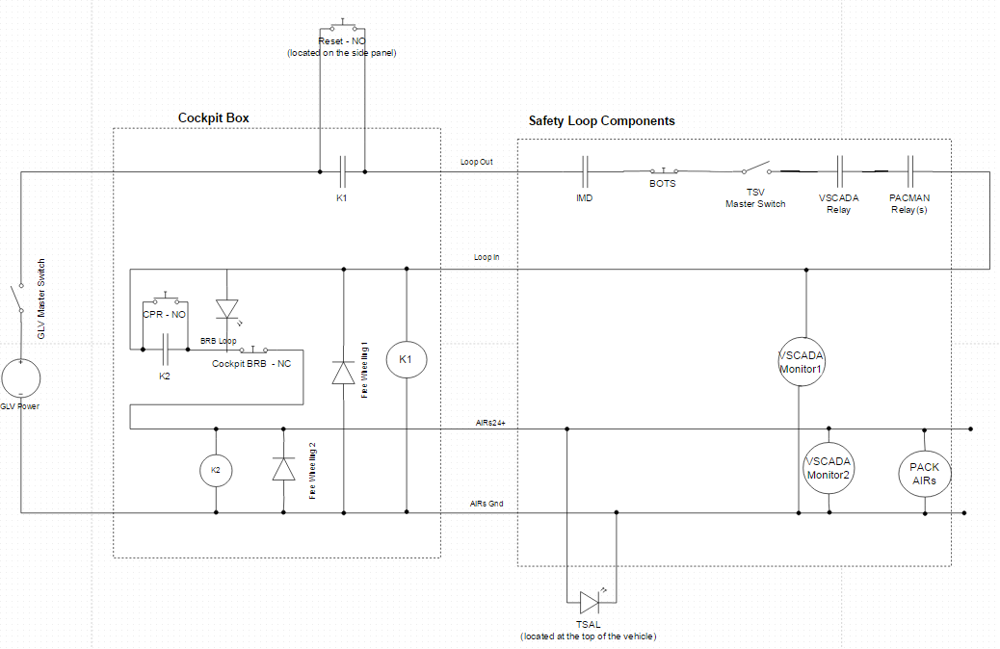 Reset - NO
(located on the side panel)
Cockpit Box
Safety Loop Components
Loop Out
K1
IMD
BOTS
TSV
Master Switch
VSCADA
Relay
PACMAN
Relay(s)
Loop In
GLV Master Switch
CPR - NO
BRB Loop
Cockpit BRB - NC
K2
Free Wheeling 1
K1
VSCADA
Monitor1
+
-
GLV Power
AIRs24+
K2
Free Wheeling 2
VSCADA
Monitor2
PACK
AIRs
AIRs Gnd
TSAL
(located at the top of the vehicle)